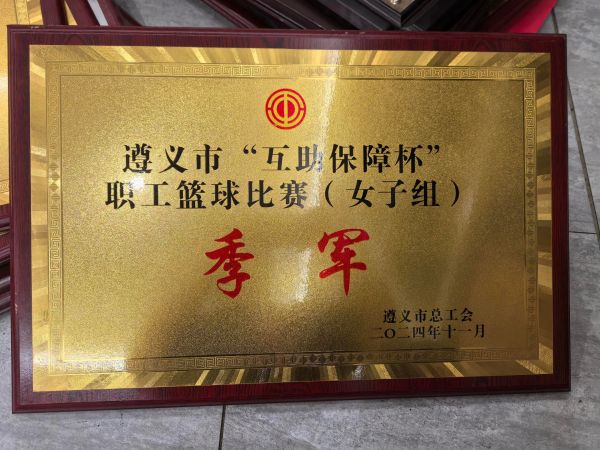 遵义市“互助保障杯”
职工篮球比赛（女子组）
季军
遵义市总工会
二〇二四年十一月